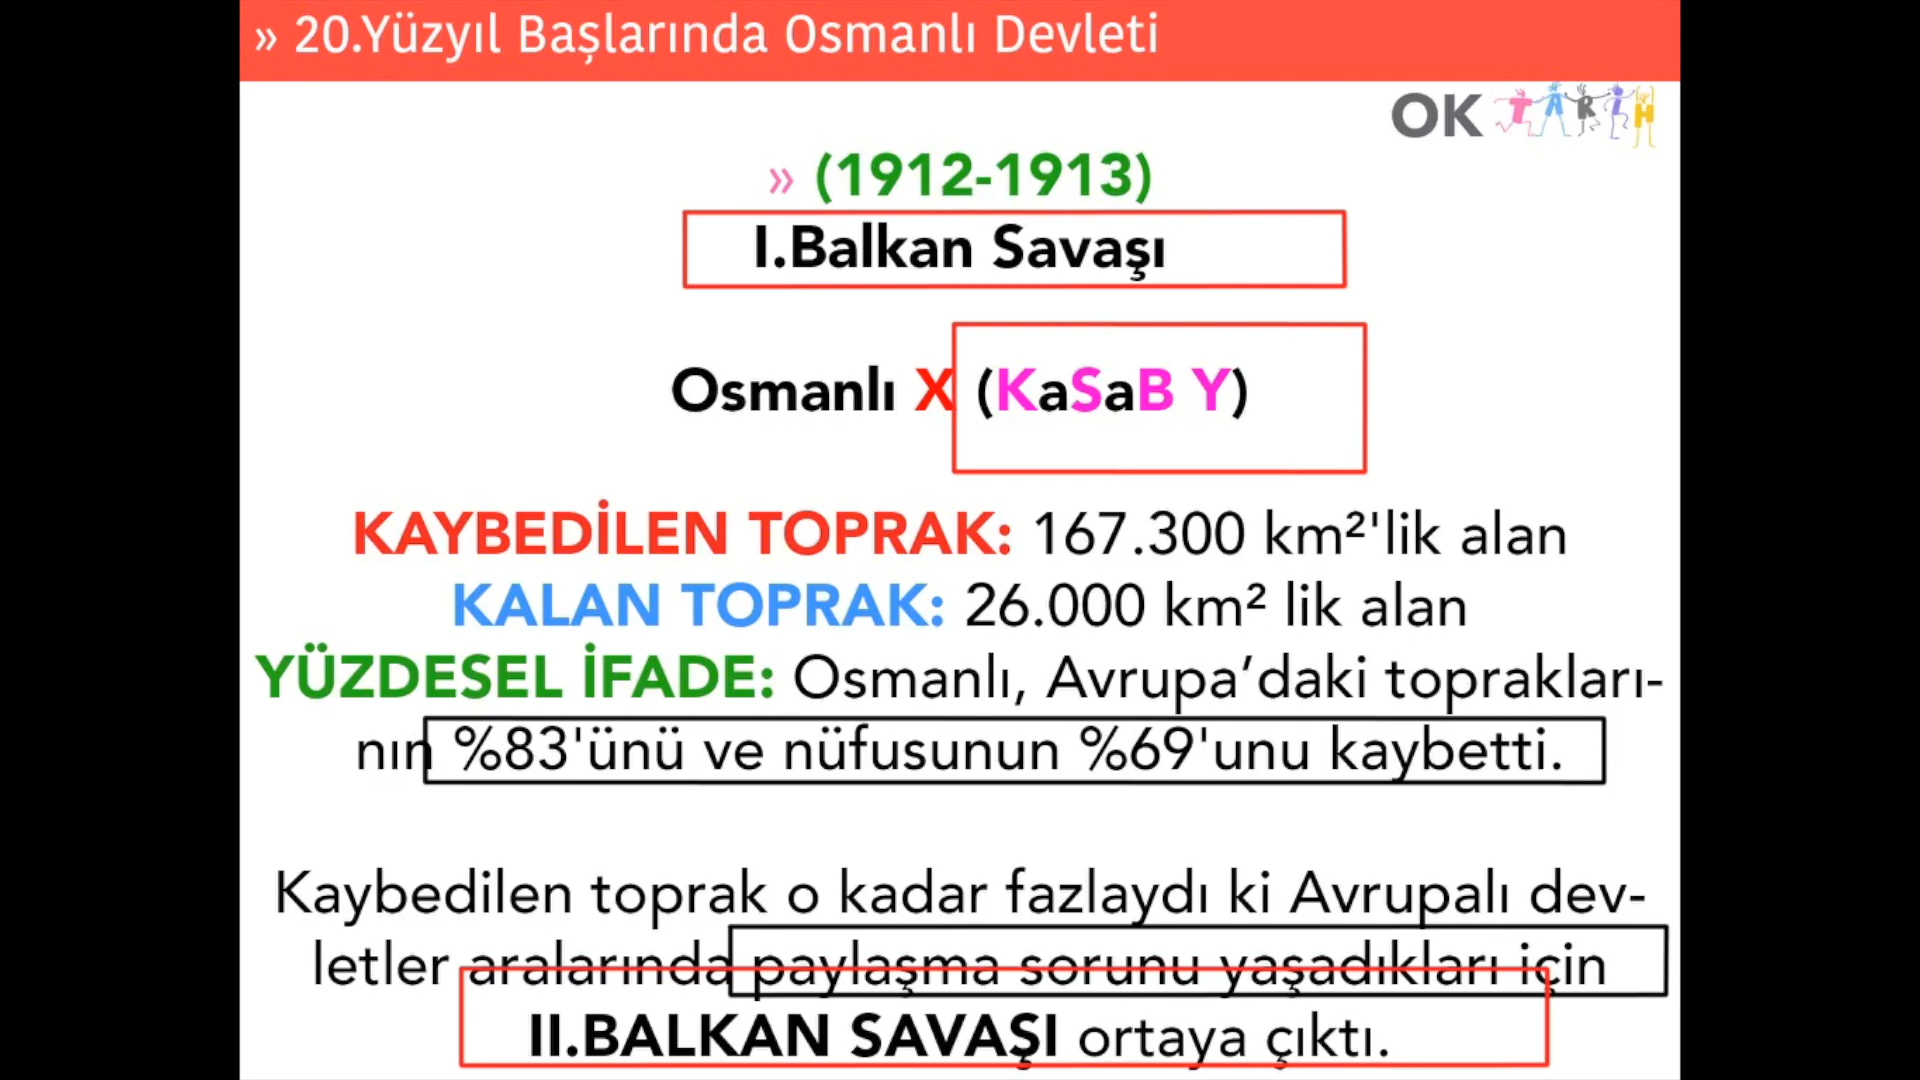 » 20.Yüzyıl Başlarında Osmanlı Devleti
OK TARİH
» (1912-1913)
I.Balkan Savaşı
Osmanlı X (KaSaB Y)
KAYBEDİLEN TOPRAK: 167.300 km²'lik alan
KALAN TOPRAK: 26.000 km² lik alan
YÜZDESEL İFADE: Osmanlı, Avrupa’daki toprakları-
nın %83'ünü ve nüfusunun %69'unu kaybetti.
Kaybedilen toprak o kadar fazlaydı ki Avrupalı dev-
letler aralarında paylaşma sorunu yaşadıkları için
II.BALKAN SAVAŞI ortaya çıktı.